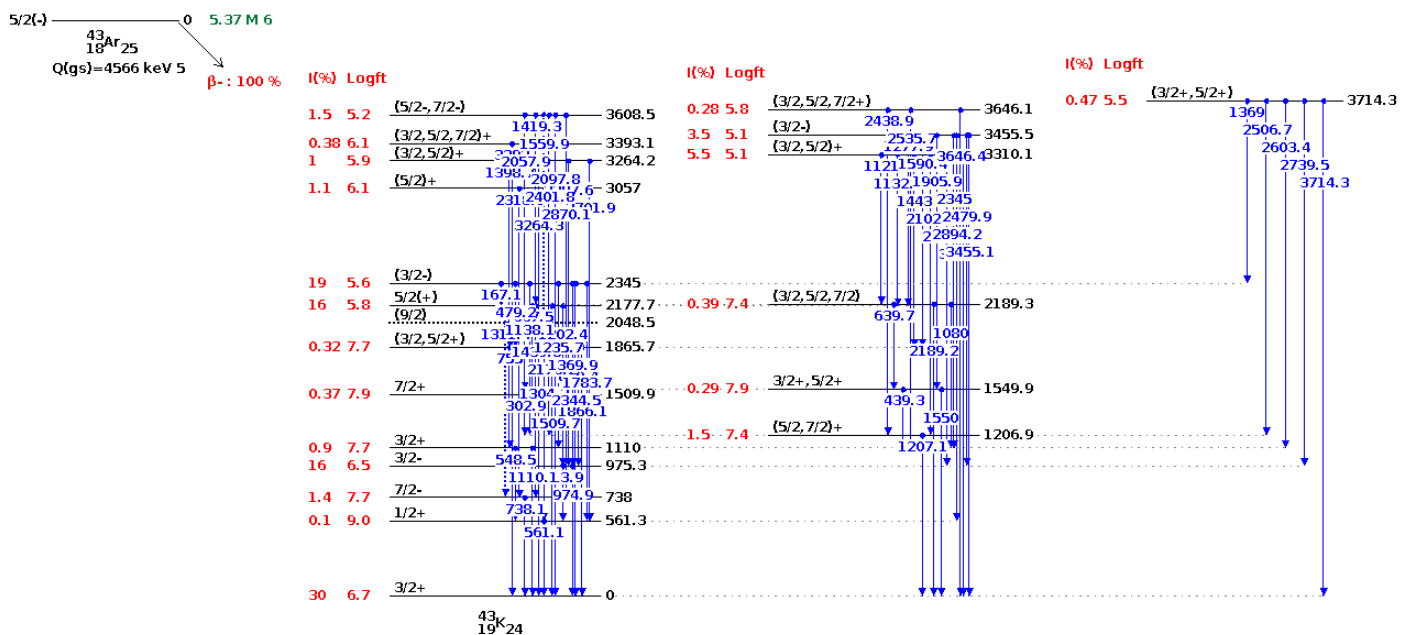 5/2(-) 0 5.37 M 6
43
18 Ar 25
Q(gs)=4566 keV 5
β- : 100 %
I(%) Logft
1.5 5.2 (5/2-,7/2-) 3608.5
0.38 6.1 (3/2,5/2,7/2)+ 3393.1
1 5.9 (3/2,5/2)+ 3264.2
1.1 6.1 (5/2)+ 3057
19 5.6 (3/2-) 2345
16 5.8 5/2(+) 2177.7
(9/2) 2048.5
0.32 7.7 (3/2,5/2+) 1865.7
0.37 7.9 7/2+ 1509.9
0.9 7.7 3/2+ 1110
16 6.5 3/2- 975.3
1.4 7.7 7/2- 738
0.1 9.0 1/2+ 561.3
30 6.7 3/2+ 0
1419.3
1559.9
2057.9
2097.8
2401.8
2870.1
3264.3
167.1
479.2
1138.1
1235.7
1369.9
1783.7
2344.5
1866.1
302.9
1509.7
548.5
1110.1
974.9
738.1
561.1
43
19 K 24
I(%) Logft
0.28 5.8 (3/2,5/2,7/2+) 3646.1
3.5 5.1 (3/2-) 3455.5
5.5 5.1 (3/2,5/2)+ 3310.1
0.39 7.4 (3/2,5/2,7/2) 2189.3
0.29 7.9 3/2+,5/2+ 1549.9
1.5 7.4 (5/2,7/2)+ 1206.9
2438.9
2535.7
3646.4
1905.9
1443
2345
2479.9
2894.2
3455.1
639.7
1080
2189.2
439.3
1550
1207.1
I(%) Logft
0.47 5.5 (3/2+,5/2+) 3714.3
1369
2506.7
2603.4
2739.5
3714.3